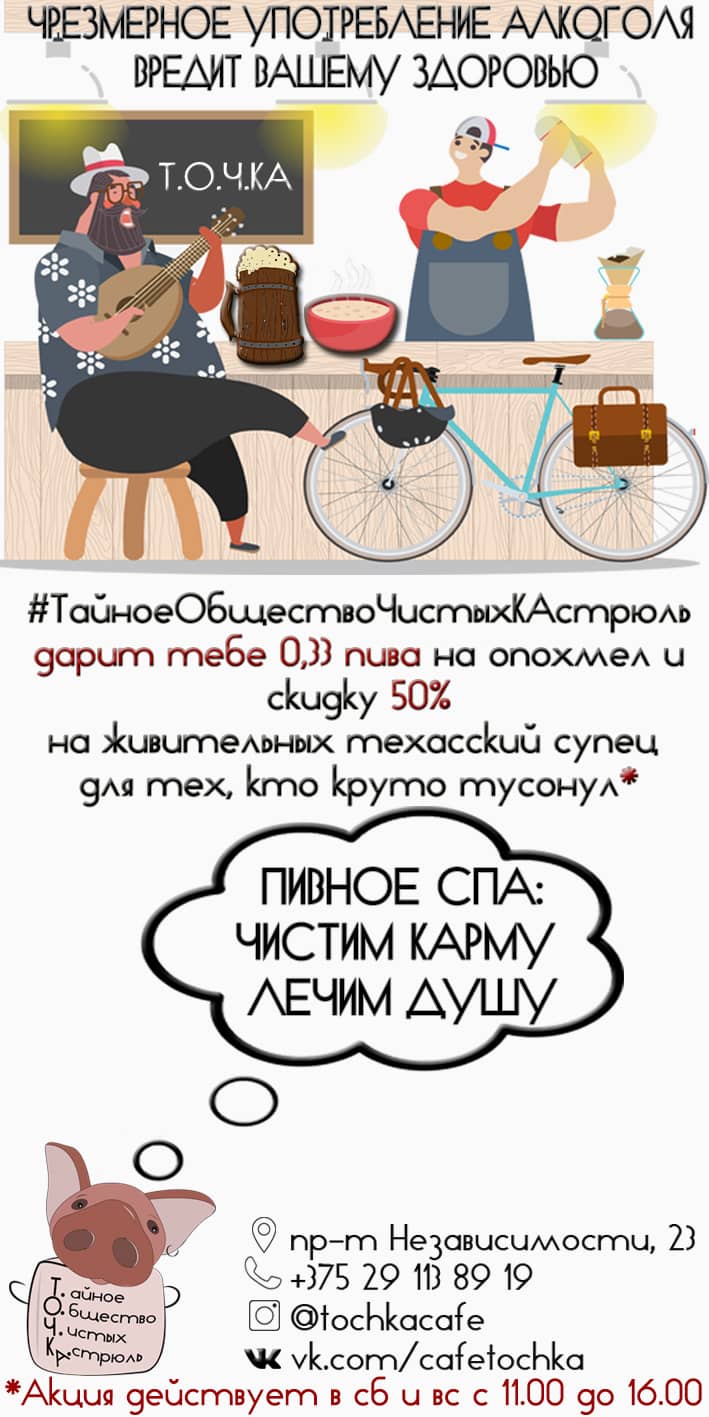 ЧРЕЗМЕРНОЕ УПОТРЕБЛЕНИЕ АЛКОГОЛЯ
ВРЕДИТ ВАШЕМУ ЗДОРОВЬЮ
Т.О.Ч.КА
#ТайноеОбществоЧистыхКАстрюль
дарит тебе 0,33 пива на опохмел и
скидку 50%
на живительных техасский супец
для тех, кто круто тусонул*
ПИВНОЕ СПА:
ЧИСТИМ КАРМУ
ЛЕЧИМ ДУШУ
Т.айное
О.бщество
Ч.истых
КА.стрюль
пр-т Независимости, 23
+375 29 113 89 19
@tochkacafe
vk.com/cafetochka
*Акция действует в сб и вс с 11.00 до 16.00